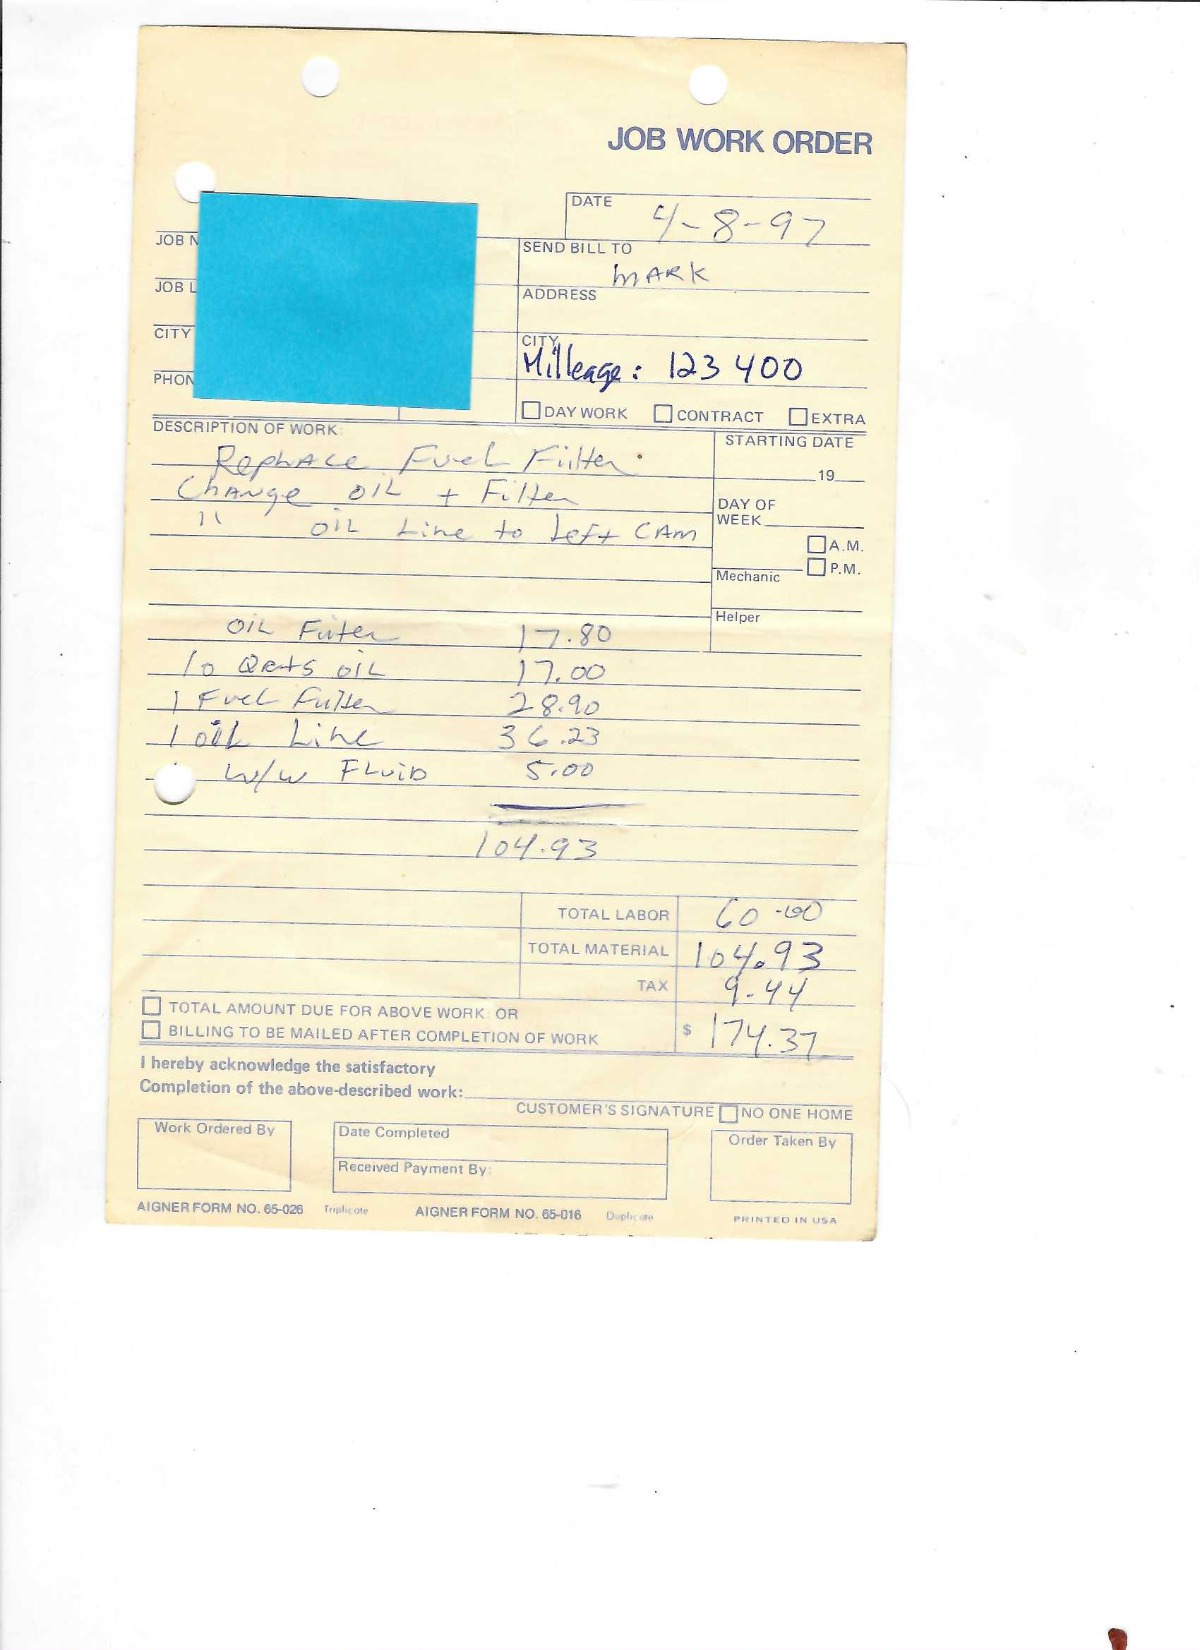 JOB WORK ORDER
DATE 4-8-97
JOB N
SEND BILL TO
MARK
JOB L
ADDRESS
CITY
CITY
Milleage: 123 400
PHON
DAY WORK CONTRACT EXTRA
DESCRIPTION OF WORK:
STARTING DATE
Replace Fuel Filter
19
Change OIL + Filter
DAY OF
WEEK
" OIL Line to Left CAM
A.M.
P.M.
Mechanic
Helper
OIL Filter 17.80
10 Qrts OIL 17.00
1 Fuel Filter 28.90
1 oiL Line 36.23
W/W FLuiD 5.00
104.93
TOTAL LABOR 60.00
TOTAL MATERIAL 104.93
TAX 9.44
TOTAL AMOUNT DUE FOR ABOVE WORK: OR
BILLING TO BE MAILED AFTER COMPLETION OF WORK
$ 174.37
I hereby acknowledge the satisfactory
Completion of the above-described work:
CUSTOMER'S SIGNATURE NO ONE HOME
Work Ordered By
Date Completed
Order Taken By
Received Payment By:
AIGNER FORM NO. 65-026 Triplicate AIGNER FORM NO. 65-016 Duplicate PRINTED IN USA